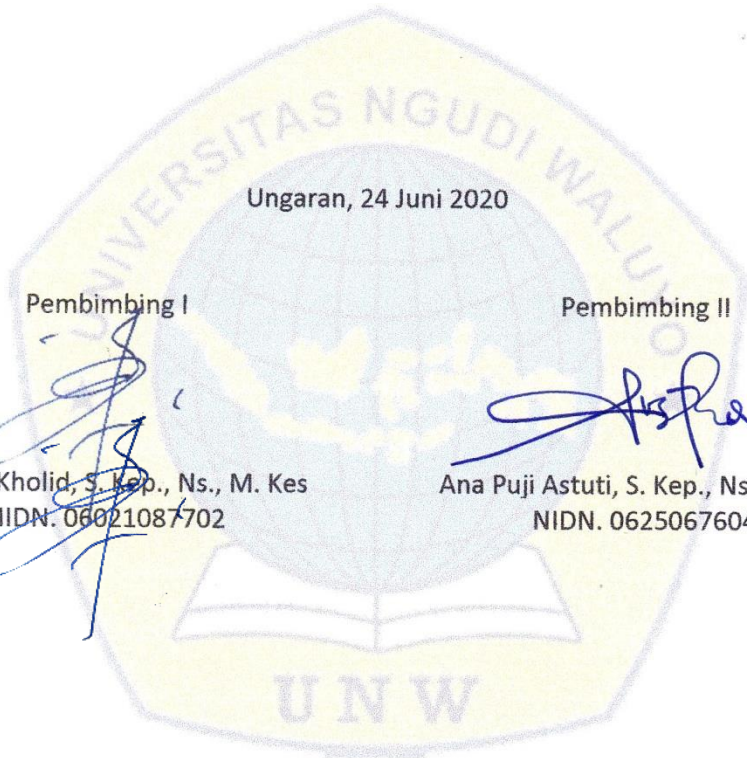 UNIVERSITAS NGUDI WALUYO
Ungaran, 24 Juni 2020
Pembimbing I
Pembimbing II
Kholid, S. Kep., Ns., M. Kes
Ana Puji Astuti, S. Kep., Ns
NIDN. 06021087702
NIDN. 0625067604
UNW